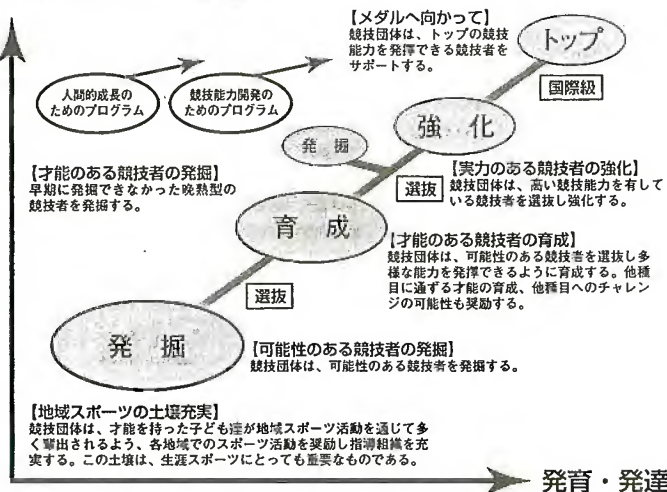 【メダルへ向かって】
競技団体は、トップの競技
能力を発揮できる競技者を
サポートする。
トップ
国際級
人間的成長の
ためのプログラム
競技能力開発の
ためのプログラム
強 化
発 掘
【才能のある競技者の発掘】
早期に発掘できなかった晩熟型の
競技者を発掘する。
選抜
【実力のある競技者の強化】
競技団体は、高い競技能力を有して
いる競技者を選抜し強化する。
育 成
【才能のある競技者の育成】
競技団体は、可能性のある競技者を選抜し多
様な能力を発揮できるように育成する。他種
目に通ずる才能の育成、他種目へのチャレン
ジの可能性も奨励する。
選抜
発 掘
【可能性のある競技者の発掘】
競技団体は、可能性のある競技者を発掘する。
【地域スポーツの土壌充実】
競技団体は、才能を持った子ども達が地域スポーツ活動を通じて多
く輩出されるよう、各地域でのスポーツ活動を奨励し指導組織を充
実する。この土壌は、生涯スポーツにとっても重要なものである。
発育・発達